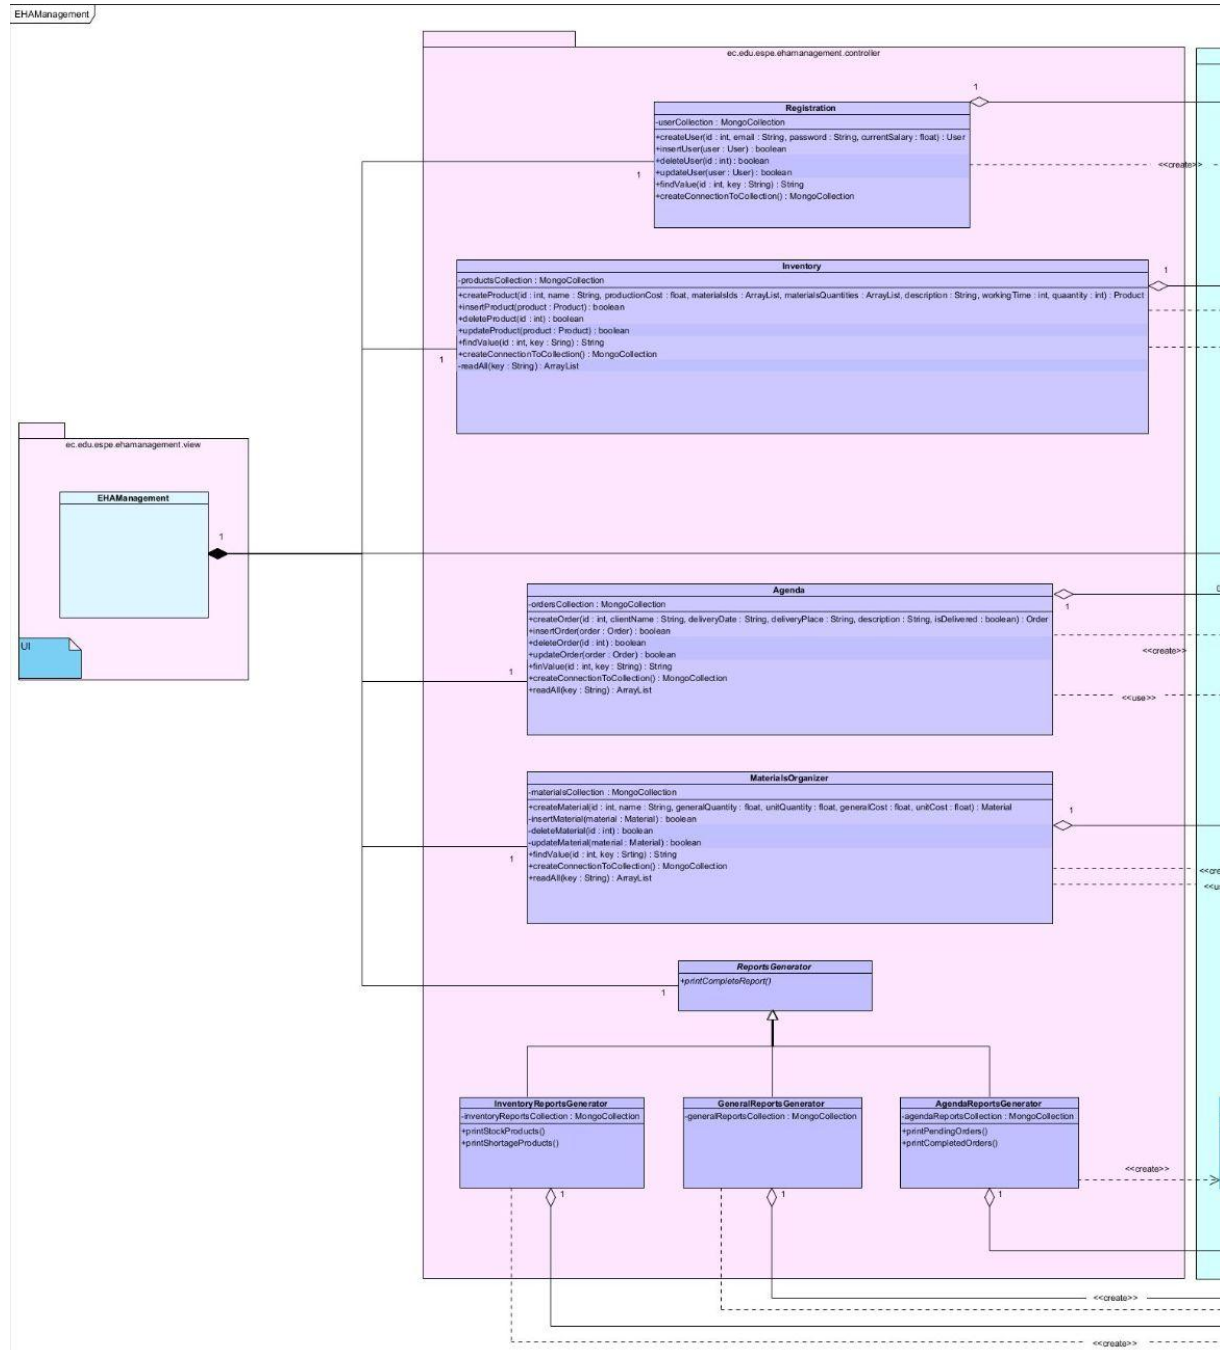 EHAManagement
ec.edu.espe.ehamanagement.controller
1
Registration
-userCollection : MongoCollection
+createUser(id : int, email : String, password : String, currentSalary : float) : User
+insertUser(user : User) : boolean
+deleteUser(id : int) : boolean
+updateUser(user : User) : boolean
+findValue(id : int, key : String) : String
+createConnectionToCollection() : MongoCollection
<<create>>
1
Inventory
1
-productsCollection : MongoCollection
+createProduct(id : int, name : String, productionCost : float, materialsIds : ArrayList, materialsQuantities : ArrayList, description : String, workingTime : int, quaantity : int) : Product
+insertProduct(product : Product) : boolean
+deleteProduct(id : int) : boolean
+updateProduct(product : Product) : boolean
+findValue(id : int, key : Sring) : String
+createConnectionToCollection() : MongoCollection
-readAll(key : String) : ArrayList
1
ec.edu.espe.ehamanagement.view
EHAManagement
1
UI
Agenda
1
-ordersCollection : MongoCollection
+createOrder(id : int, clientName : String, deliveryDate : String, deliveryPlace : String, description : String, isDelivered : boolean) : Order
+insertOrder(order : Order) : boolean
+deleteOrder(id : int) : boolean
+updateOrder(order : Order) : boolean
+finValue(id : int, key : String) : String
+createConnectionToCollection() : MongoCollection
+readAll(key : String) : ArrayList
<<create>>
1
<<use>>
MaterialsOrganizer
-materialsCollection : MongoCollection
+createMaterial(id : int, name : String, generalQuantity : float, unitQuantity : float, generalCost : float, unitCost : float) : Material
-insertMaterial(material : Material) : boolean
-deleteMaterial(id : int) : boolean
-updateMaterial(material : Material) : boolean
+findValue(id : int, key : Srting) : String
+createConnectionToCollection() : MongoCollection
+readAll(key : String) : ArrayList
1
1
<<cre
<<u
ReportsGenerator
+printCompleteReport()
1
InventoryReportsGenerator
-inventoryReportsCollection : MongoCollection
+printStockProducts()
+printShortageProducts()
1
GeneralReportsGenerator
-generalReportsCollection : MongoCollection
1
AgendaReportsGenerator
-agendaReportsCollection : MongoCollection
+printPendingOrders()
+printCompletedOrders()
1
<<create>>
<<create>>
<<create>>